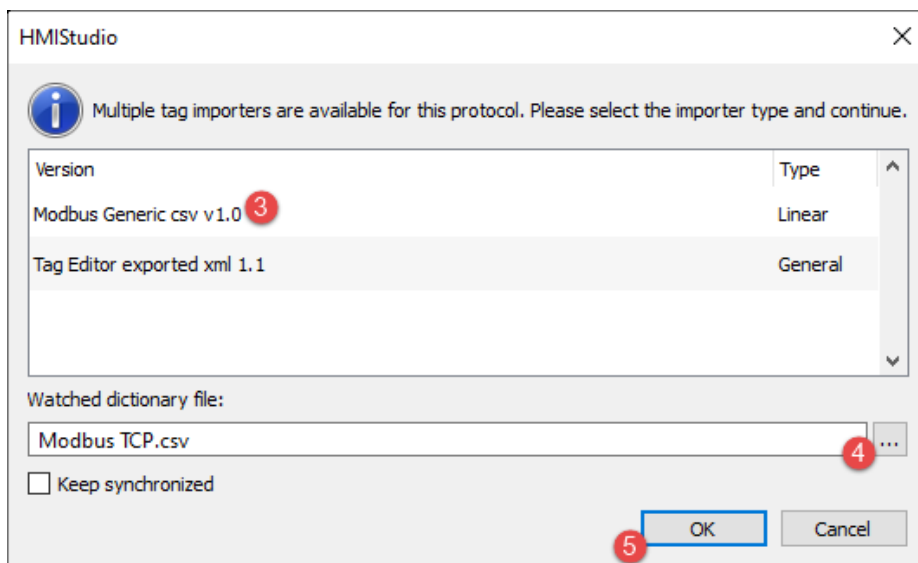 HMIStudio
Multiple tag importers are available for this protocol. Please select the importer type and continue.
Version Type
Modbus Generic csv v1.0 3 Linear
Tag Editor exported xml 1.1 General
Watched dictionary file:
Modbus TCP.csv ...
4
Keep synchronized
OK Cancel
5